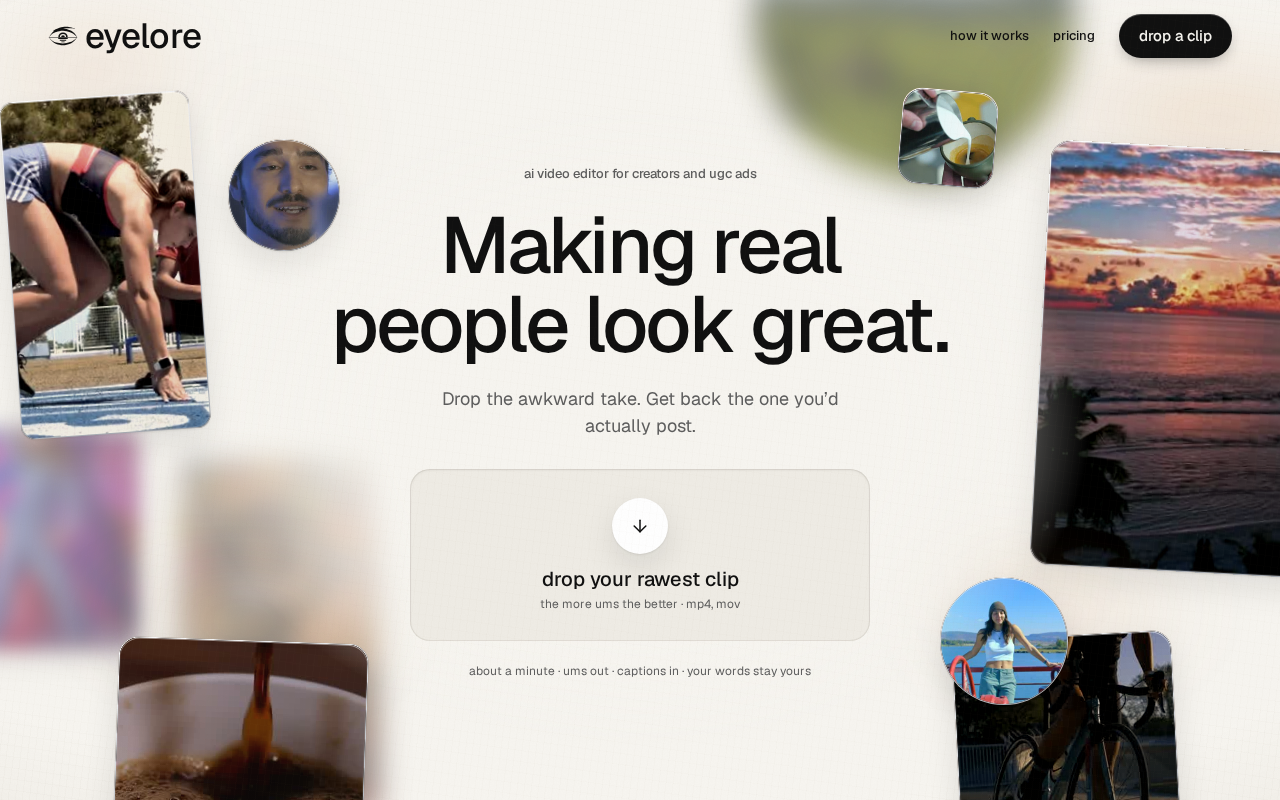 eyelore
how it works
pricing
drop a clip
ai video editor for creators and ugc ads
Making real
people look great.
Drop the awkward take. Get back the one you’d
actually post.
drop your rawest clip
the more ums the better · mp4, mov
about a minute · ums out · captions in · your words stay yours